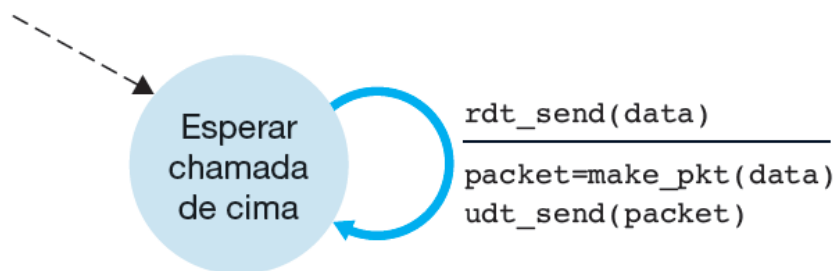 Esperar
chamada
de cima
rdt_send(data)
packet=make_pkt(data)
udt_send(packet)